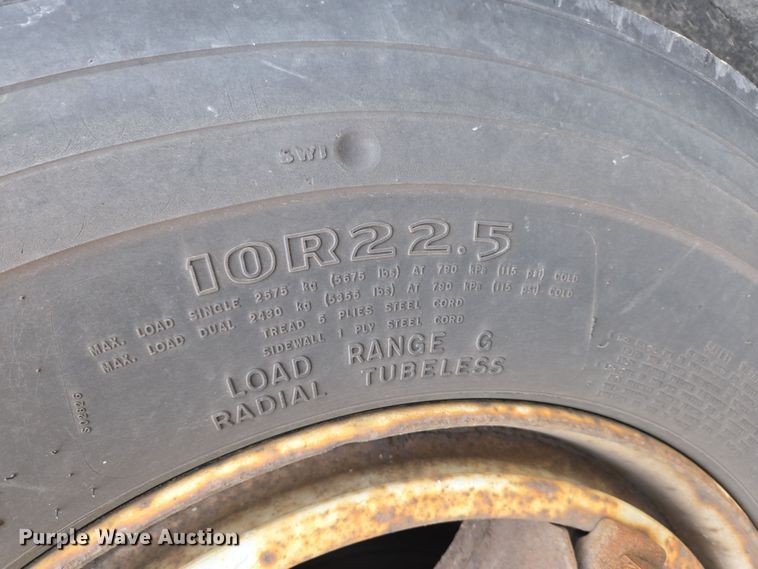 SWI
10R22.5
MAX. LOAD SINGLE 2575 kg (5675 lbs) AT 790 kPa (115 psi) COLD
MAX. LOAD DUAL 2430 kg (5355 lbs) AT 790 kPa (115 psi) COLD
TREAD 5 PLIES STEEL CORD
SIDEWALL 1 PLY STEEL CORD
LOAD RANGE G
RADIAL TUBELESS
Purple Wave Auction®